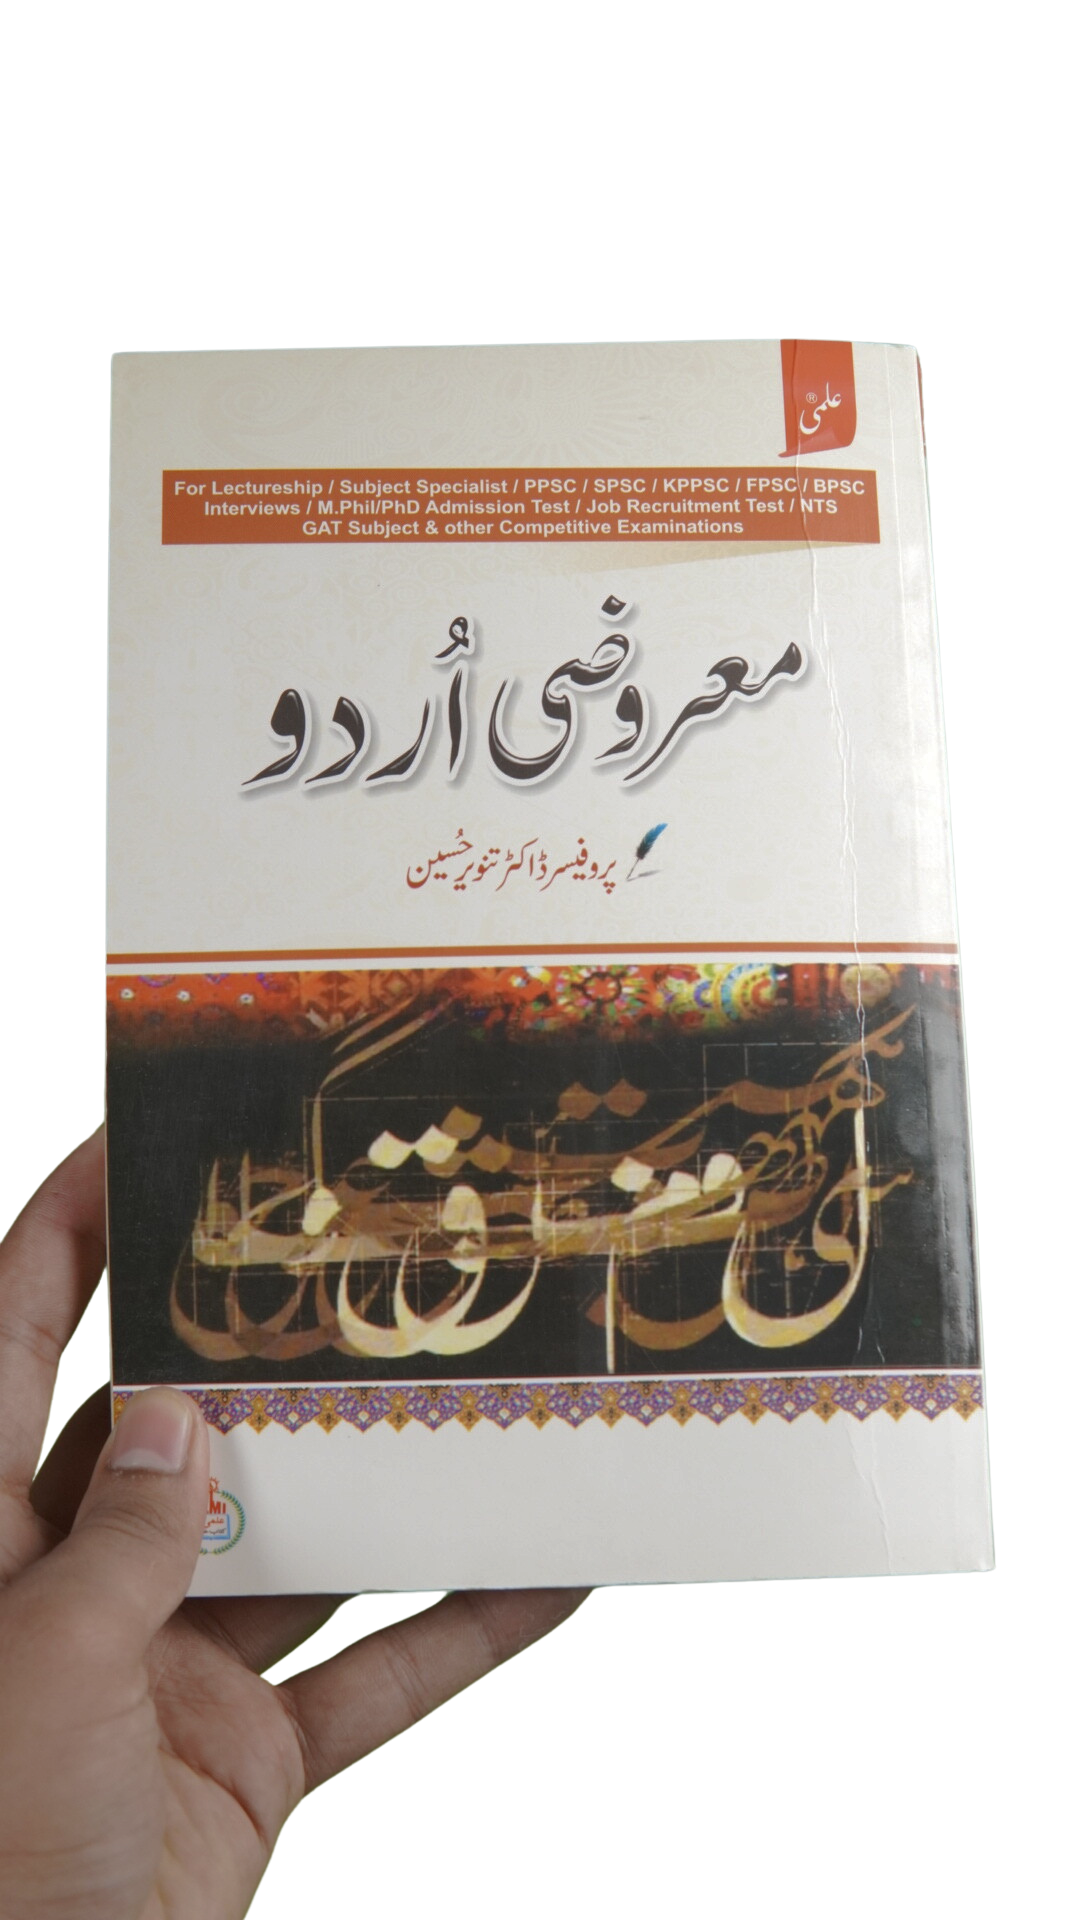 علمی®
For Lectureship / Subject Specialist / PPSC / SPSC / KPPSC / FPSC / BPSC
Interviews / M.Phil/PhD Admission Test / Job Recruitment Test / NTS
GAT Subject & other Competitive Examinations
معروضی اُردو
پروفیسر ڈاکٹر تنویر حُسین